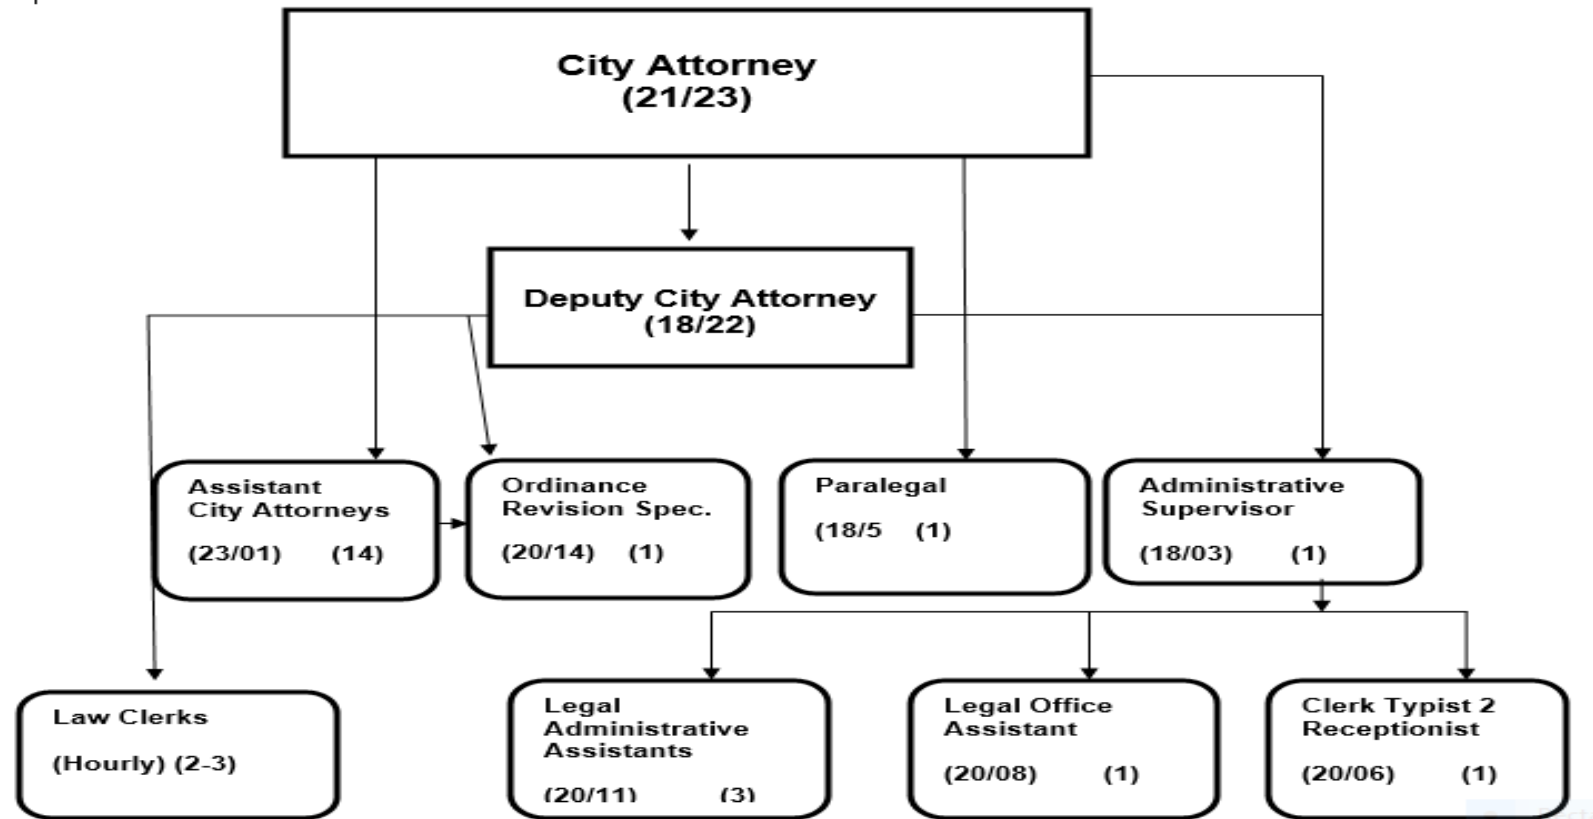 City Attorney
(21/23)
Deputy City Attorney
(18/22)
Assistant
City Attorneys
(23/01) (14)
Ordinance
Revision Spec.
(20/14) (1)
Paralegal
(18/5 (1)
Administrative
Supervisor
(18/03) (1)
Law Clerks
(Hourly) (2-3)
Legal
Administrative
Assistants
(20/11) (3)
Legal Office
Assistant
(20/08) (1)
Clerk Typist 2
Receptionist
(20/06) (1)